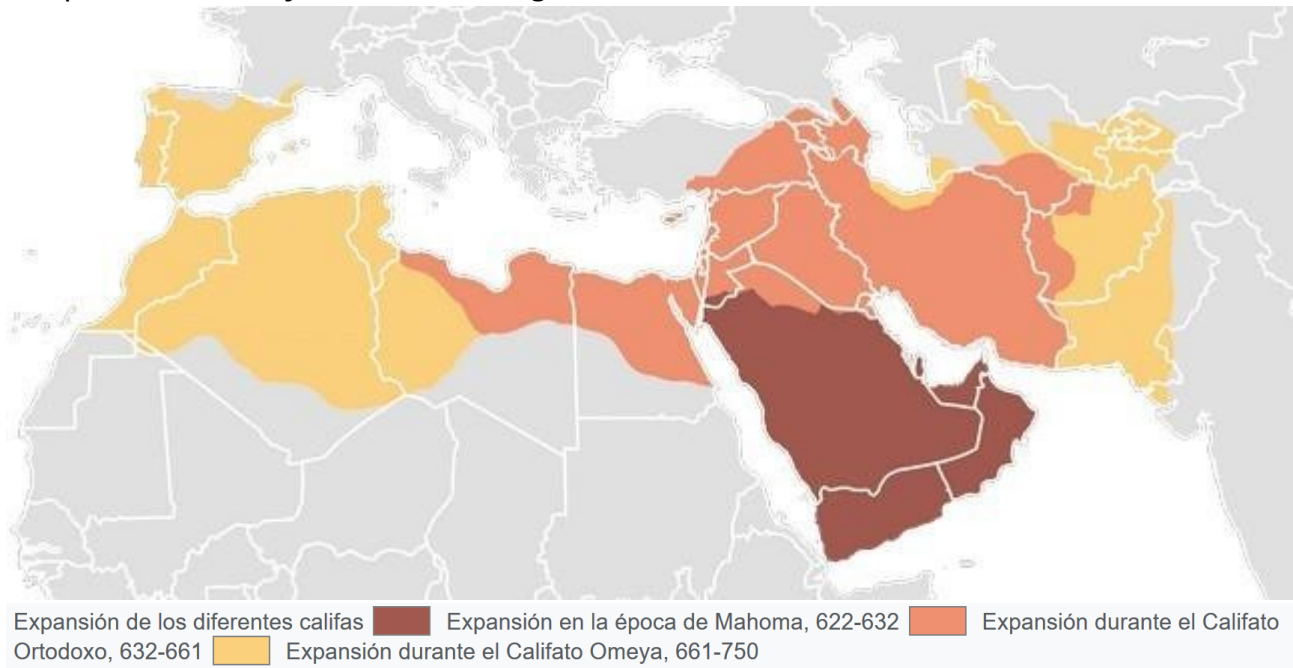 Expansión de los diferentes califas Expansión en la época de Mahoma, 622-632 Expansión durante el Califato
Ortodoxo, 632-661 Expansión durante el Califato Omeya, 661-750